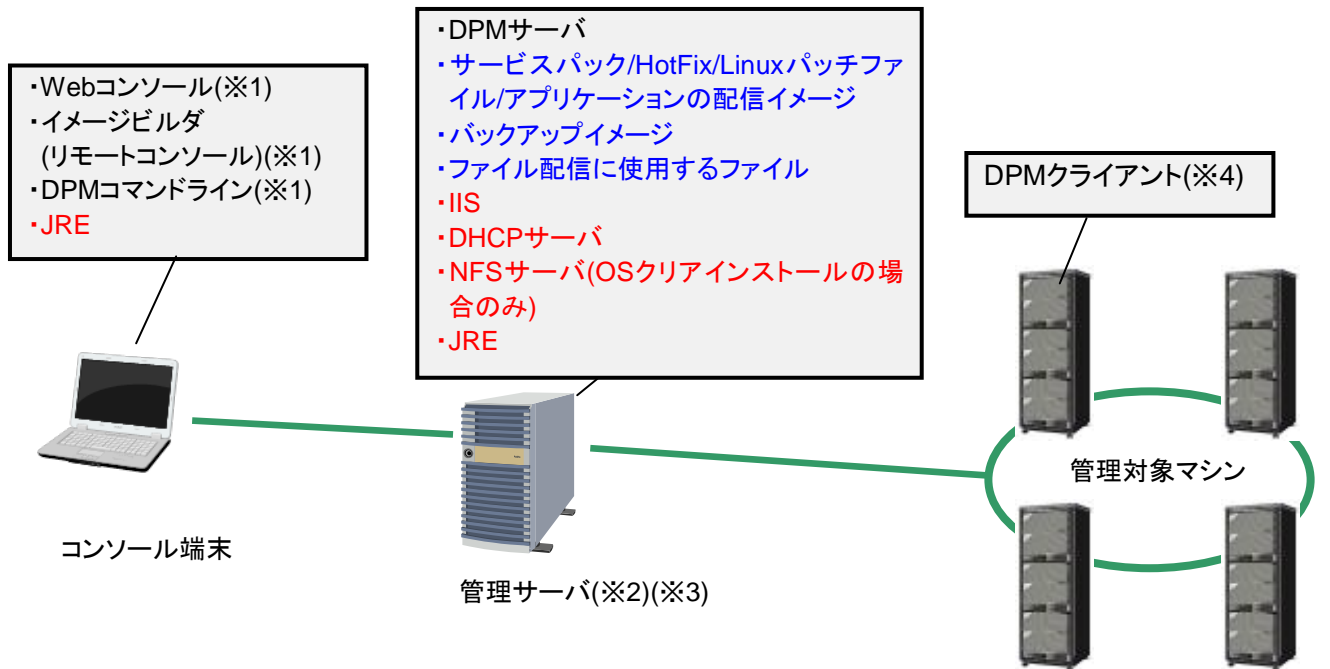 ・Webコンソール(※1)
・イメージビルダ
(リモートコンソール)(※1)
・DPMコマンドライン(※1)
・JRE
・DPMサーバ
・サービスパック/HotFix/Linuxパッチファ
イル/アプリケーションの配信イメージ
・バックアップイメージ
・ファイル配信に使用するファイル
・IIS
・DHCPサーバ
・NFSサーバ(OSクリアインストールの場
合のみ)
・JRE
DPMクライアント(※4)
コンソール端末
管理サーバ(※2)(※3)
管理対象マシン